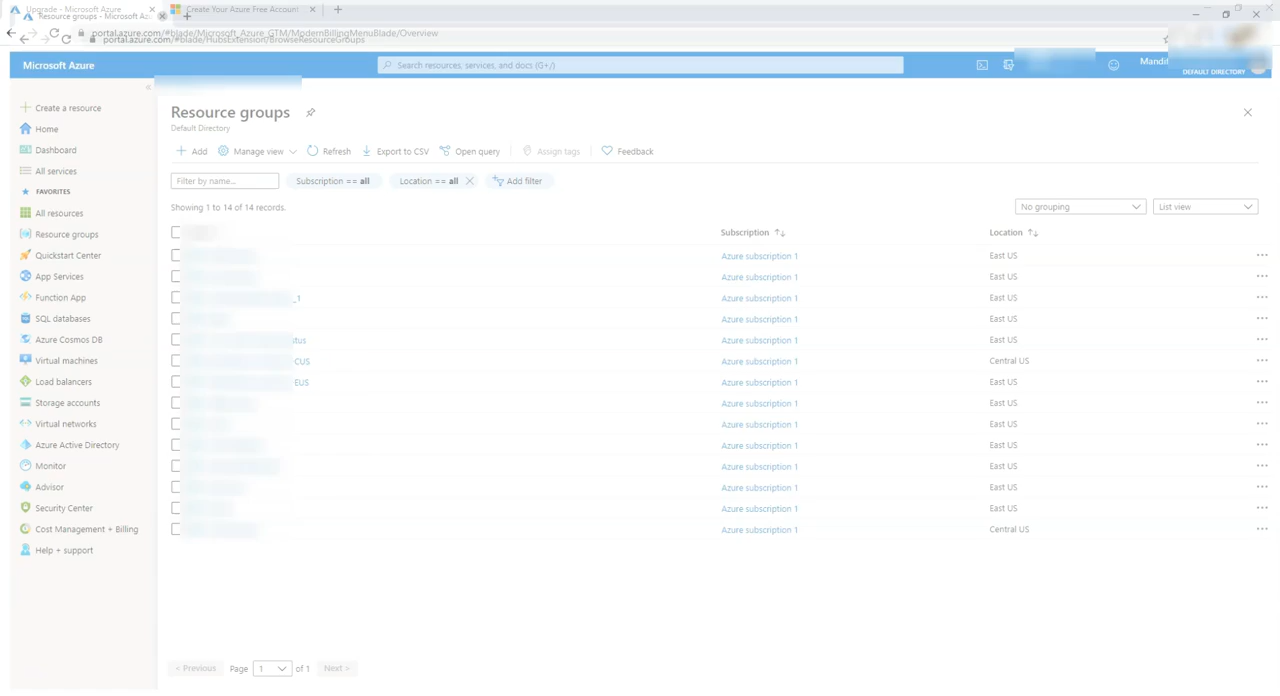 Upgrade - Microsoft Azure
Create Your Azure Free Account
Resource groups - Microsoft Az
portal.azure.com/#blade/Microsoft_Azure_GTM/ModernBillingMenuBlade/Overview
portal.azure.com/#blade/HubsExtension/BrowseResourceGroups
Microsoft Azure
Search resources, services, and docs (G+/)
Mandit
DEFAULT DIRECTORY
«
Create a resource
Home
Dashboard
All services
FAVORITES
All resources
Resource groups
Quickstart Center
App Services
Function App
SQL databases
Azure Cosmos DB
Virtual machines
Load balancers
Storage accounts
Virtual networks
Azure Active Directory
Monitor
Advisor
Security Center
Cost Management + Billing
Help + support
Resource groups
Default Directory
Add Manage view Refresh Export to CSV Open query Assign tags Feedback
Filter by name... Subscription == all Location == all Add filter
Showing 1 to 14 of 14 records.
No grouping List view
Subscription Location
Azure subscription 1 East US
Azure subscription 1 East US
_1 Azure subscription 1 East US
Azure subscription 1 East US
Azure subscription 1 East US
CUS Azure subscription 1 Central US
EUS Azure subscription 1 East US
Azure subscription 1 East US
Azure subscription 1 East US
Azure subscription 1 East US
Azure subscription 1 East US
Azure subscription 1 East US
Azure subscription 1 East US
Azure subscription 1 Central US
< Previous Page 1 of 1 Next >